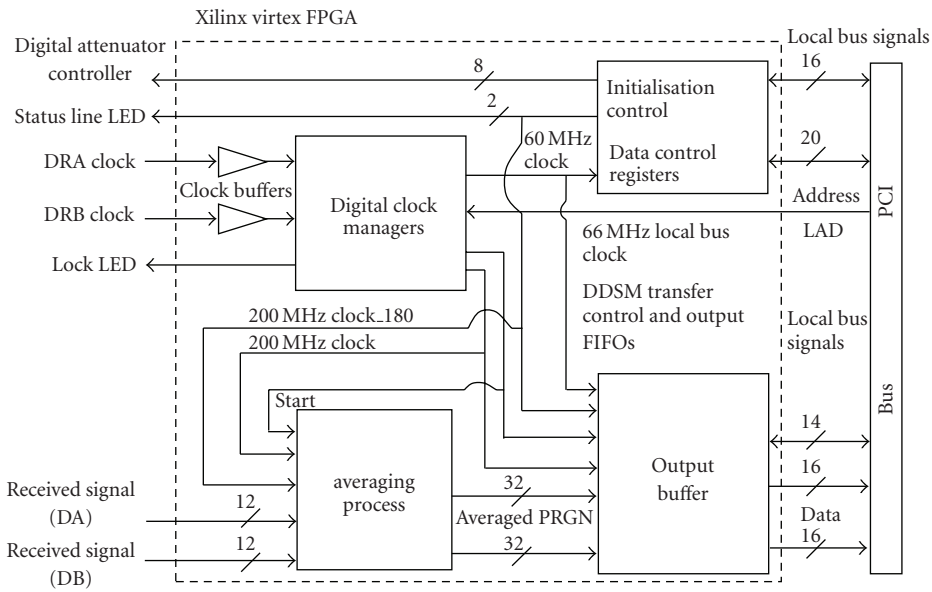 Xilinx virtex FPGA
Digital attenuator
controller
8
Local bus signals
16
Status line LED
2
Initialisation
control
60 MHz
clock
Data control
registers
20
DRA clock
Clock buffers
DRB clock
Digital clock
managers
Address
LAD
PCI
Lock LED
66 MHz local bus
clock
DDSM transfer
control and output
FIFOs
Local bus
signals
200 MHz clock_180
200 MHz clock
Start
Bus
14
averaging
process
Output
buffer
16
Received signal
(DA)
12
32
Averaged PRGN
Data
16
Received signal
(DB)
12
32